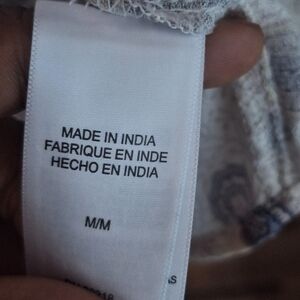 MADE IN INDIA
FABRIQUE EN INDE
HECHO EN INDIA
M/M